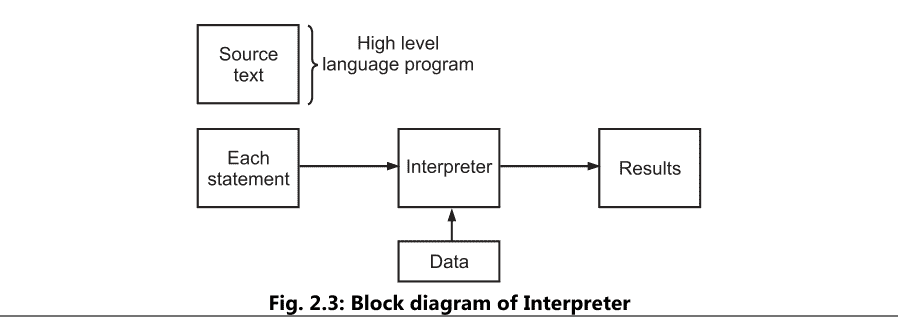 Source
text
High level
language program
Each
statement
Interpreter
Results
Data
Fig. 2.3: Block diagram of Interpreter